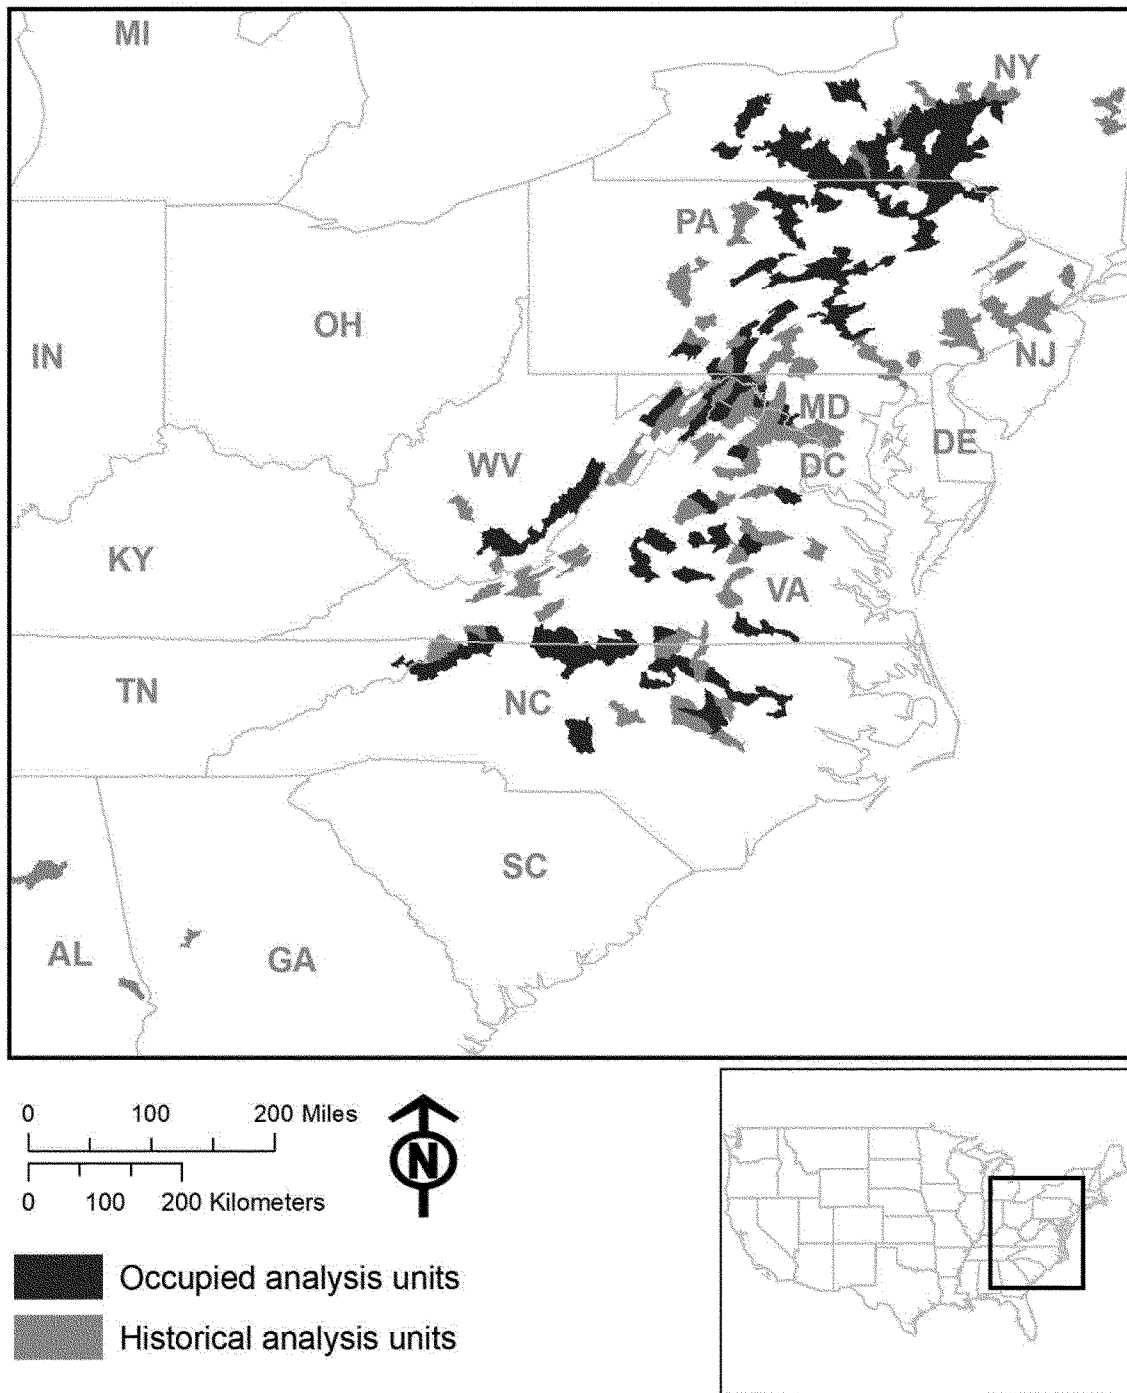 MI
NY
PA
OH
IN
NJ
MD
DE
WV
DC
KY
VA
TN
NC
SC
AL
GA
0 100 200 Miles
0 100 200 Kilometers
N
Occupied analysis units
Historical analysis units